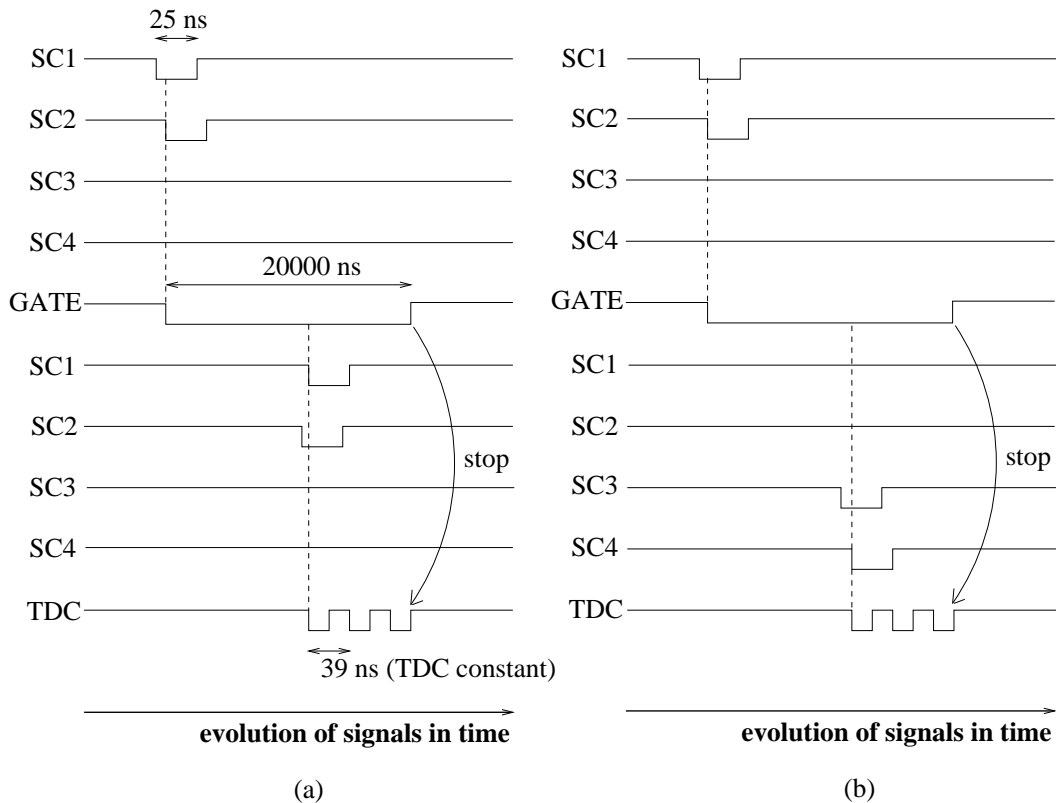 25 ns
SC1
SC2
SC3
SC4
20000 ns
GATE
SC1
SC2
stop
SC3
SC4
TDC
39 ns (TDC constant)
evolution of signals in time
(a)
SC1
SC2
SC3
SC4
GATE
SC1
SC2
stop
SC3
SC4
TDC
evolution of signals in time
(b)